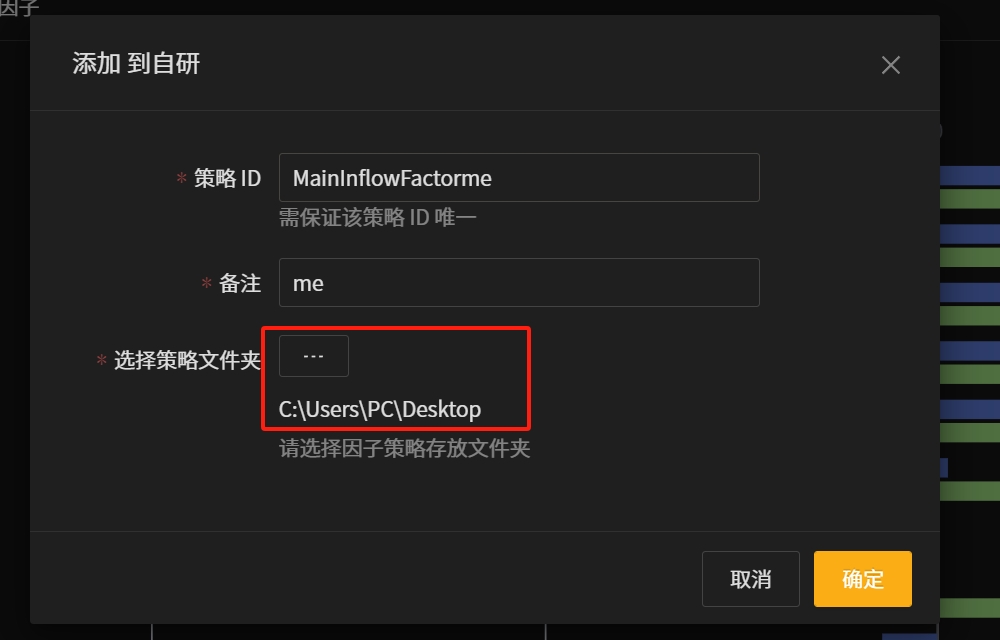 因子
添加 到自研
* 策略 ID
MainInflowFactorme
需保证该策略 ID 唯一
* 备注
me
* 选择策略文件夹
---
C:\Users\PC\Desktop
请选择因子策略存放文件夹
取消
确定